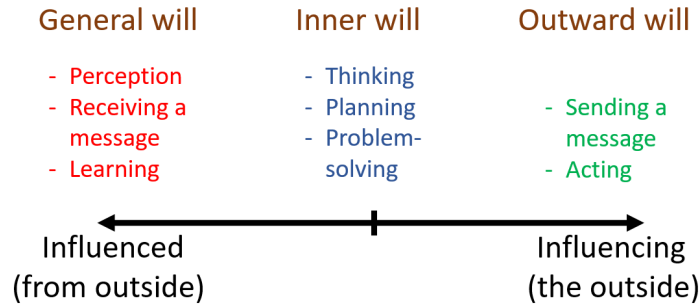 General will
- Perception
- Receiving a
message
- Learning
Inner will
- Thinking
- Planning
- Problem-
solving
Outward will
- Sending a
message
- Acting
Influenced
(from outside)
Influencing
(the outside)